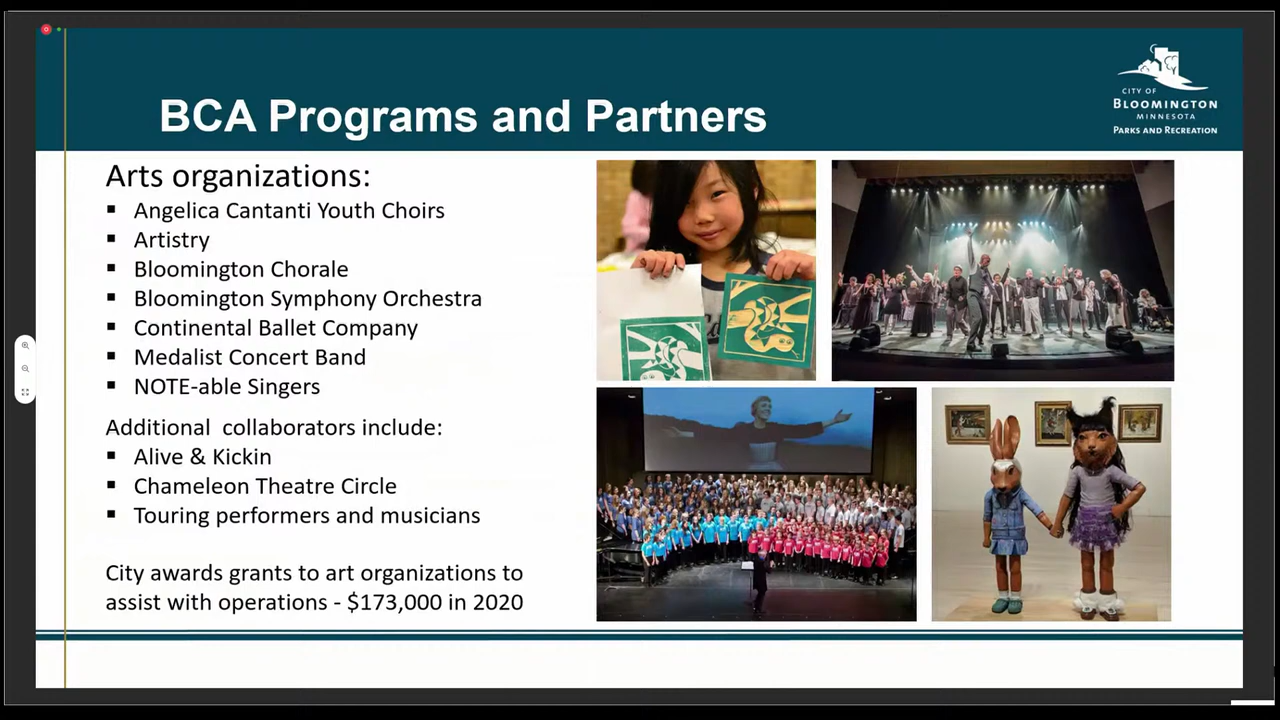 BCA Programs and Partners
CITY OF
BLOOMINGTON
MINNESOTA
PARKS AND RECREATION
Arts organizations:
▪ Angelica Cantanti Youth Choirs
▪ Artistry
▪ Bloomington Chorale
▪ Bloomington Symphony Orchestra
▪ Continental Ballet Company
▪ Medalist Concert Band
▪ NOTE-able Singers
Additional  collaborators include:
▪ Alive & Kickin
▪ Chameleon Theatre Circle
▪ Touring performers and musicians
City awards grants to art organizations to
assist with operations - $173,000 in 2020